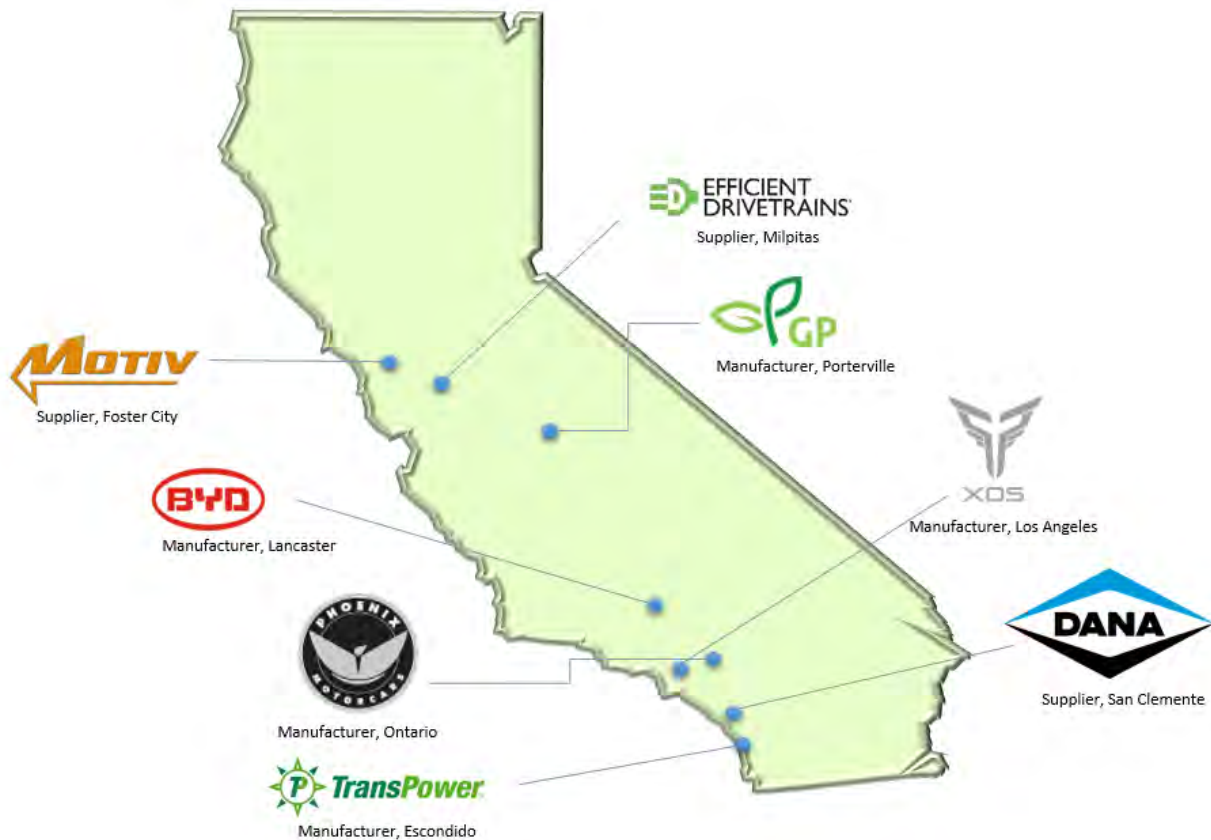 EFFICIENT
DRIVETRAINS
Supplier, Milpitas
GP
Manufacturer, Porterville
MOTIV
Supplier, Foster City
XOS
Manufacturer, Los Angeles
BYD
Manufacturer, Lancaster
DANA
Supplier, San Clemente
PHOENIX
MOTORCARS
Manufacturer, Ontario
TransPower
Manufacturer, Escondido